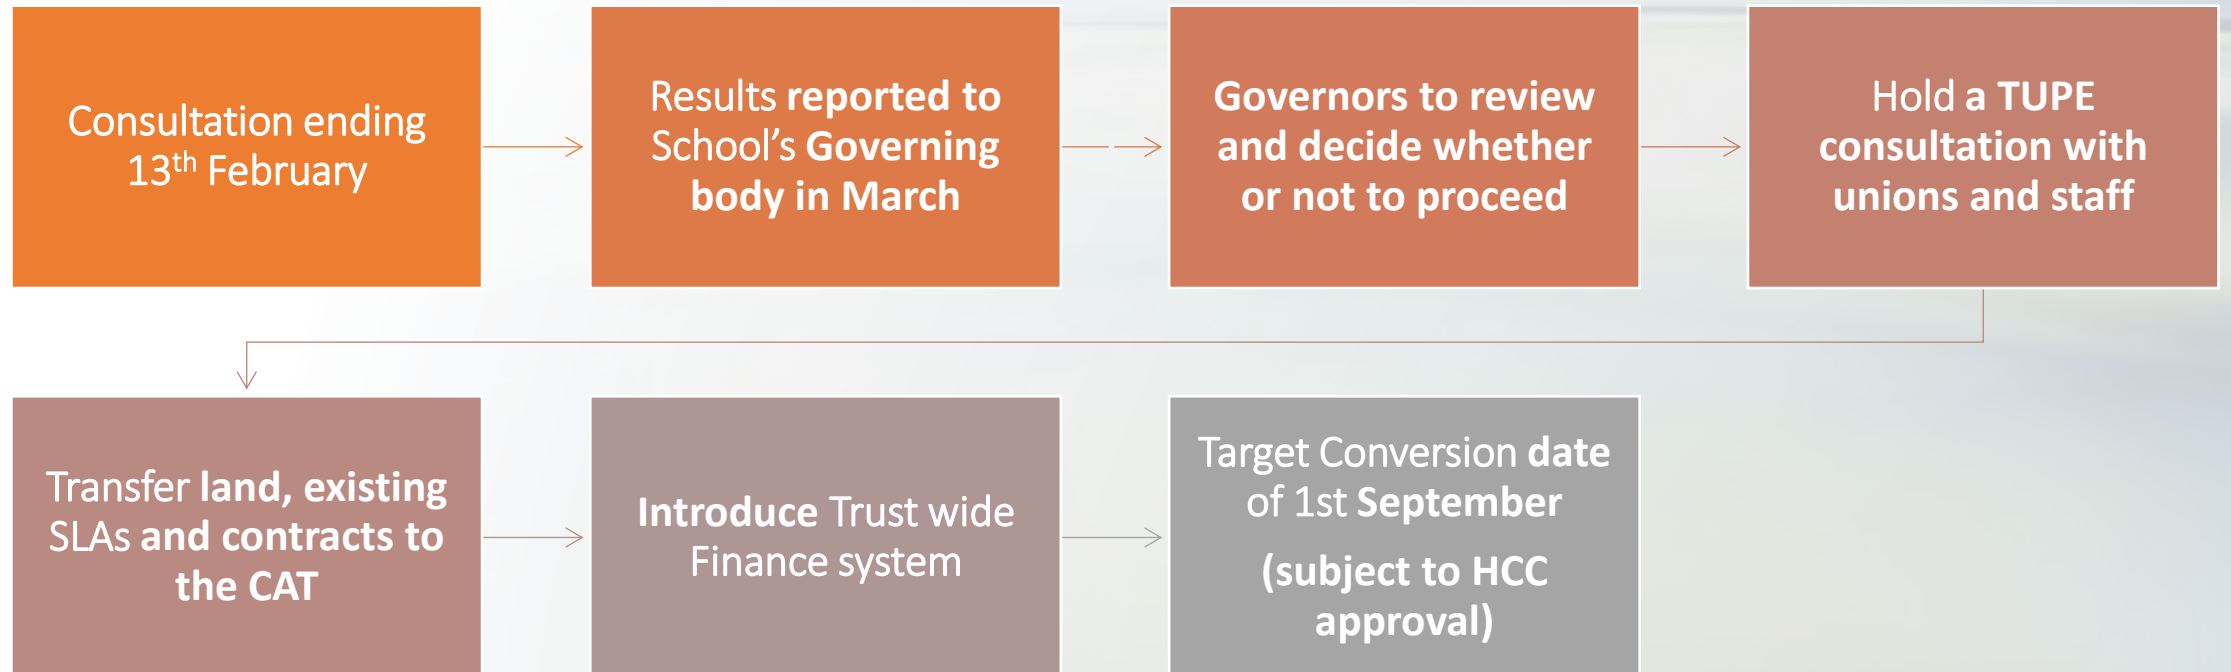 Consultation ending
13th February
Results reported to
School’s Governing
body in March
Governors to review
and decide whether
or not to proceed
Hold a TUPE
consultation with
unions and staff
Transfer land, existing
SLAs and contracts to
the CAT
Introduce Trust wide
Finance system
Target Conversion date
of 1st September
(subject to HCC
approval)